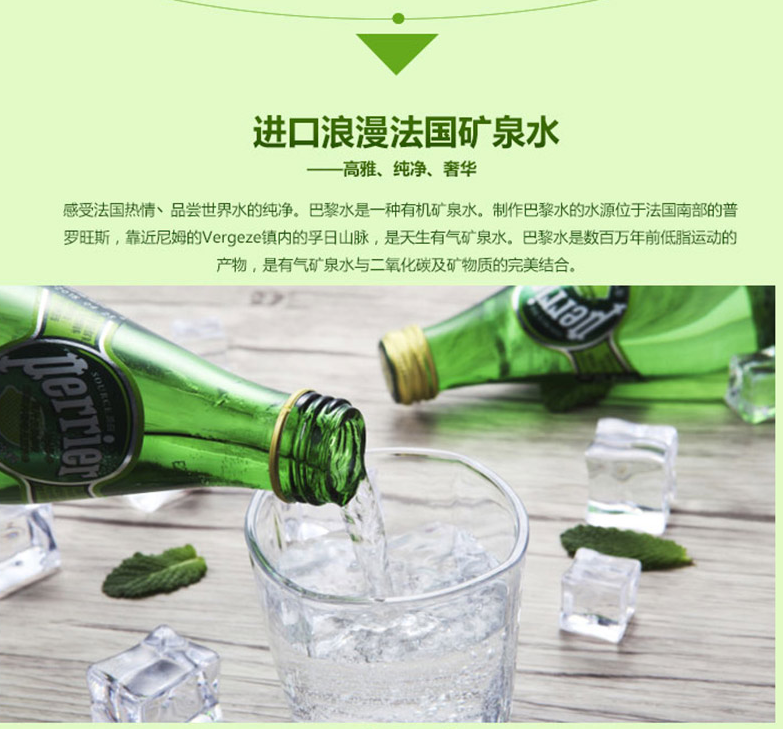 进口浪漫法国矿泉水
——高雅、纯净、奢华
感受法国热情、品尝世界水的纯净。巴黎水是一种有机矿泉水。制作巴黎水的水源位于法国南部的普
罗旺斯，靠近尼姆的Vergeze镇内的孚日山脉，是天生有气矿泉水。巴黎水是数百万年前低脂运动的
产物，是有气矿泉水与二氧化碳及矿物质的完美结合。
perrier
perrier